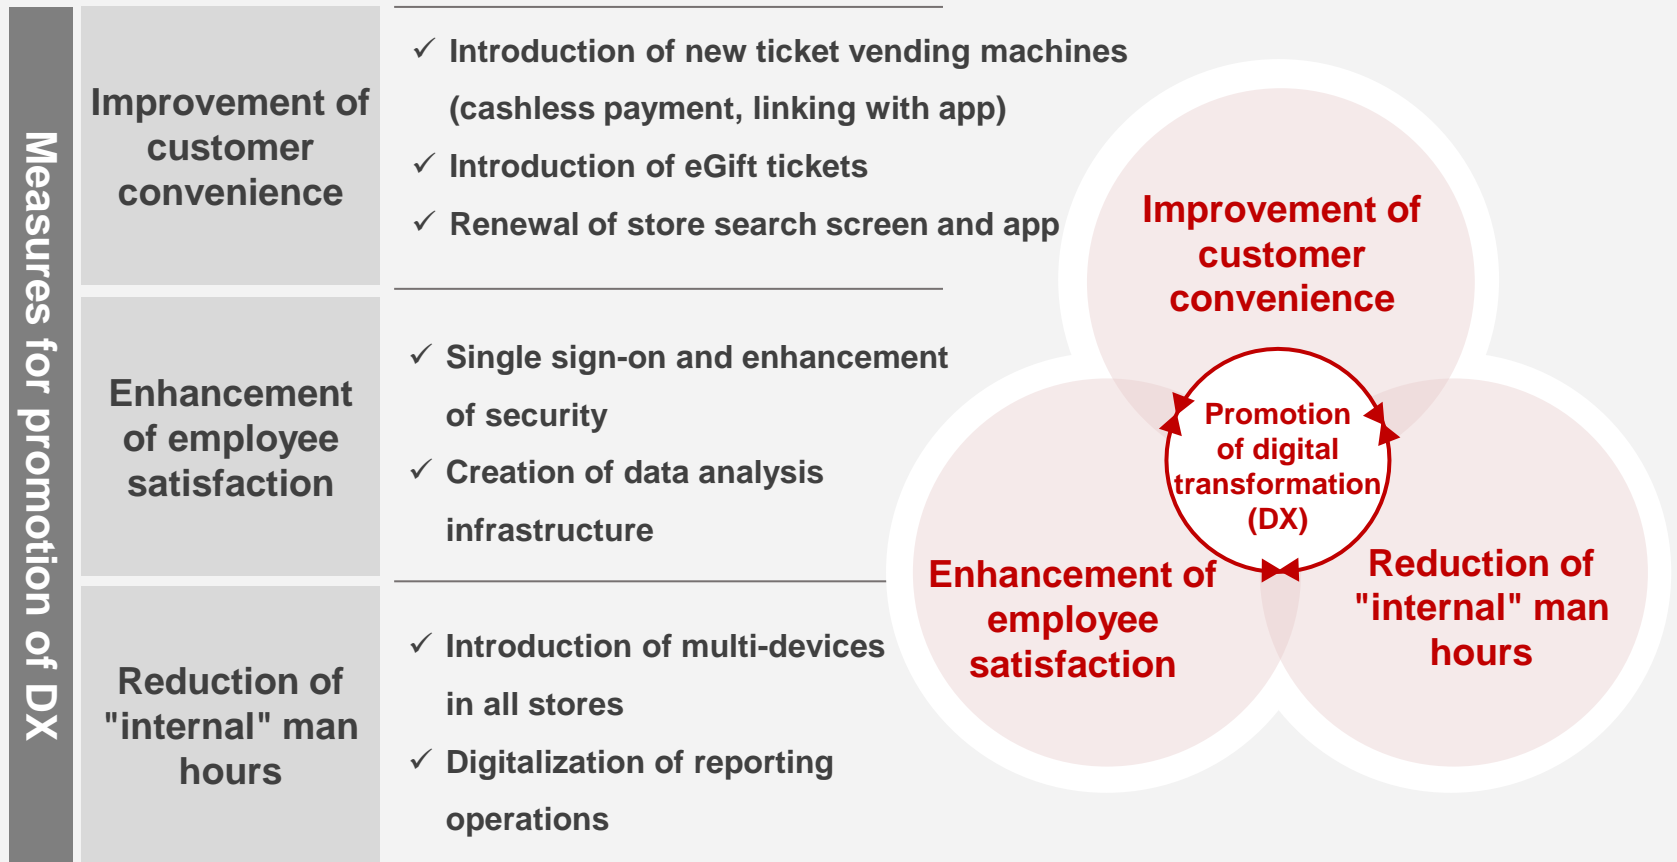 Measures for promotion of DX
Improvement of
customer
convenience
✓ Introduction of new ticket vending machines
(cashless payment, linking with app)
✓ Introduction of eGift tickets
✓ Renewal of store search screen and app
Enhancement
of employee
satisfaction
✓ Single sign-on and enhancement
of security
✓ Creation of data analysis
infrastructure
Reduction of
"internal" man
hours
✓ Introduction of multi-devices
in all stores
✓ Digitalization of reporting
operations
Improvement of
customer
convenience
Promotion
of digital
transformation
(DX)
Enhancement of
employee
satisfaction
Reduction of
"internal" man
hours